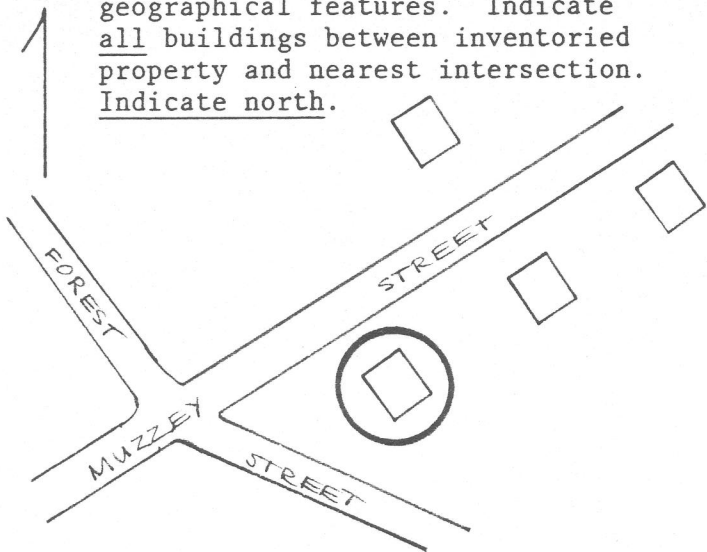 geographical features. Indicate
all buildings between inventoried
property and nearest intersection.
Indicate north.
FOREST
STREET
MUZZEY
STREET